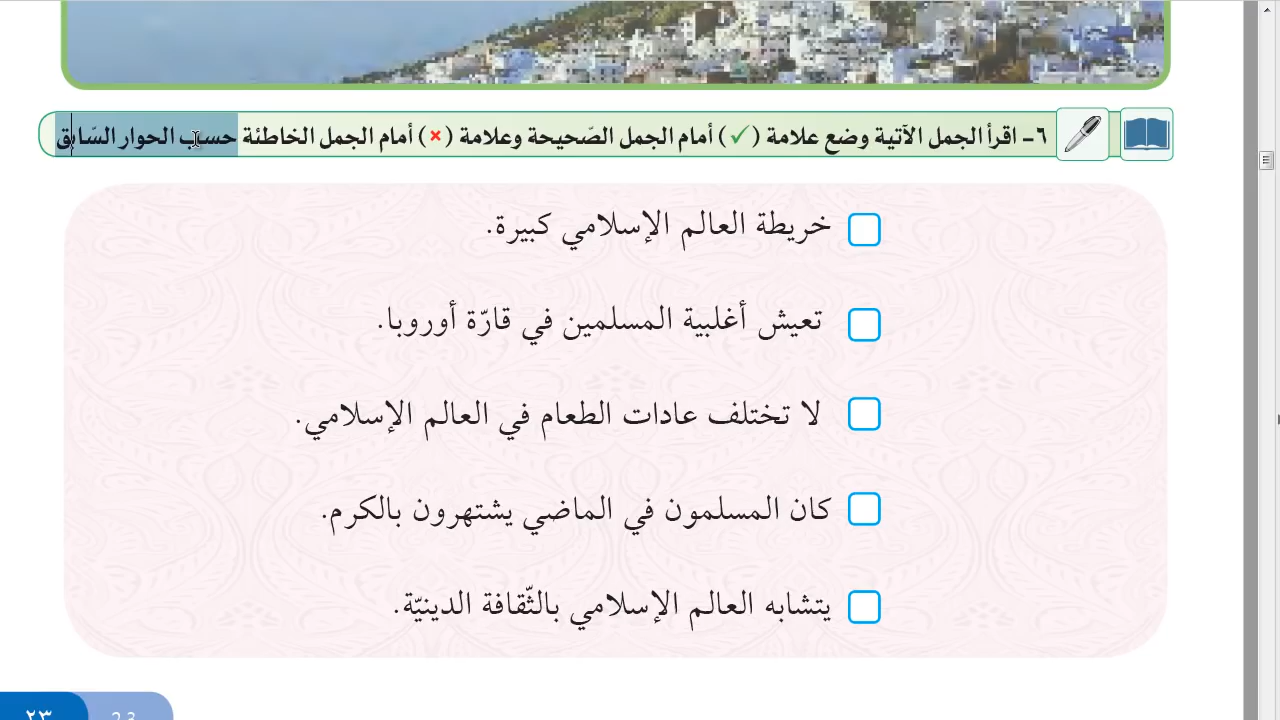 ٦- اقرأ الجمل الآتية وضع علامة (✓) أمام الجمل الصّحيحة وعلامة (×) أمام الجمل الخاطئة حسب الحوار السّابق
خريطة العالم الإسلامي كبيرة.
تعيش أغلبية المسلمين في قارّة أوروبا.
لا تختلف عادات الطعام في العالم الإسلامي.
كان المسلمون في الماضي يشتهرون بالكرم.
يتشابه العالم الإسلامي بالثّقافة الدينيّة.
٢٣ 23